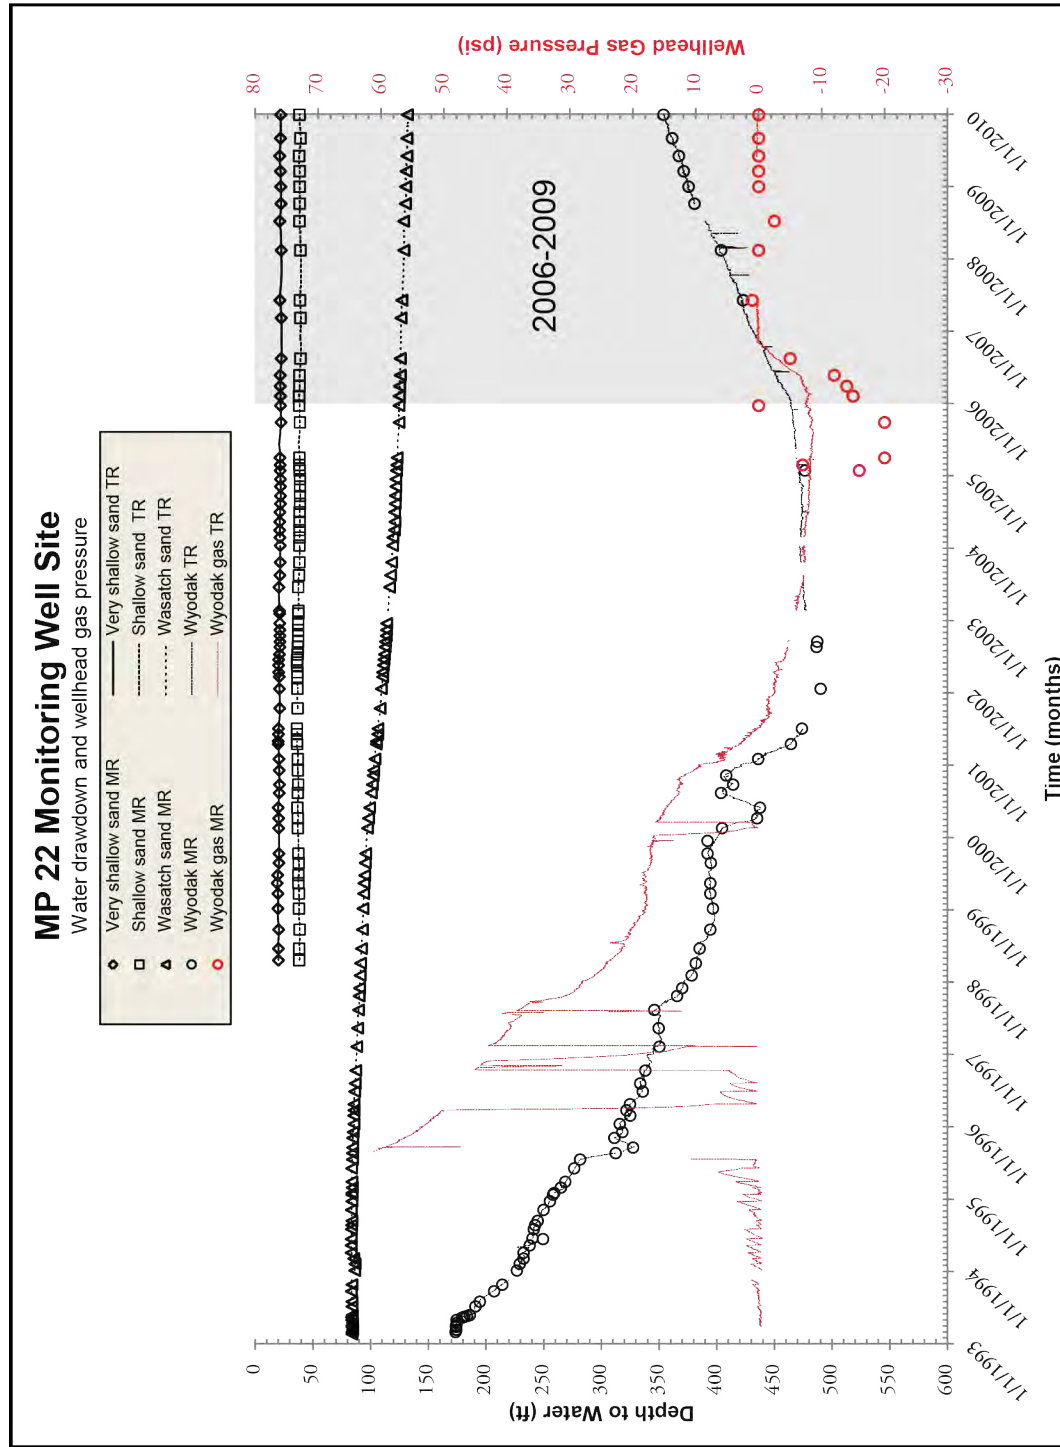 MP 22 Monitoring Well Site
Water drawdown and wellhead gas pressure
Very shallow sand MR
Very shallow sand TR
Shallow sand MR
Shallow sand TR
Wasatch sand MR
Wasatch sand TR
Wyodak MR
Wyodak TR
Wyodak gas MR
Wyodak gas TR
Depth to Water (ft)
0
50
100
150
200
250
300
350
400
450
500
550
600
2006-2009
Wellhead Gas Pressure (psi)
80
70
60
50
40
30
20
10
0
-10
-20
-30
1/1/1993
1/1/1994
1/1/1995
1/1/1996
1/1/1997
1/1/1998
1/1/1999
1/1/2000
1/1/2001
1/1/2002
1/1/2003
1/1/2004
1/1/2005
1/1/2006
1/1/2007
1/1/2008
1/1/2009
1/1/2010
Time (months)